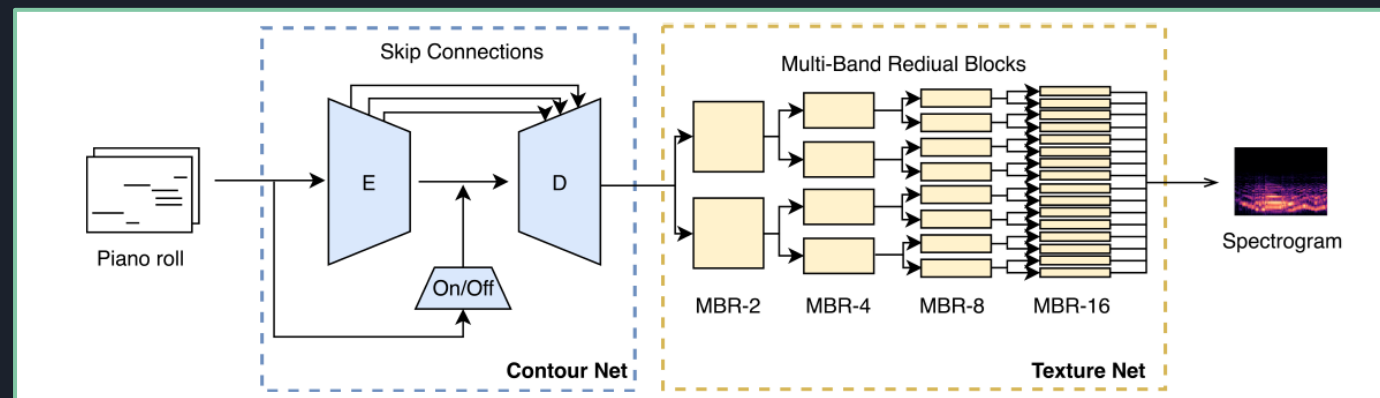 Skip Connections
E
D
On/Off
Piano roll
Contour Net
Multi-Band Rediual Blocks
MBR-2
MBR-4
MBR-8
MBR-16
Texture Net
Spectrogram